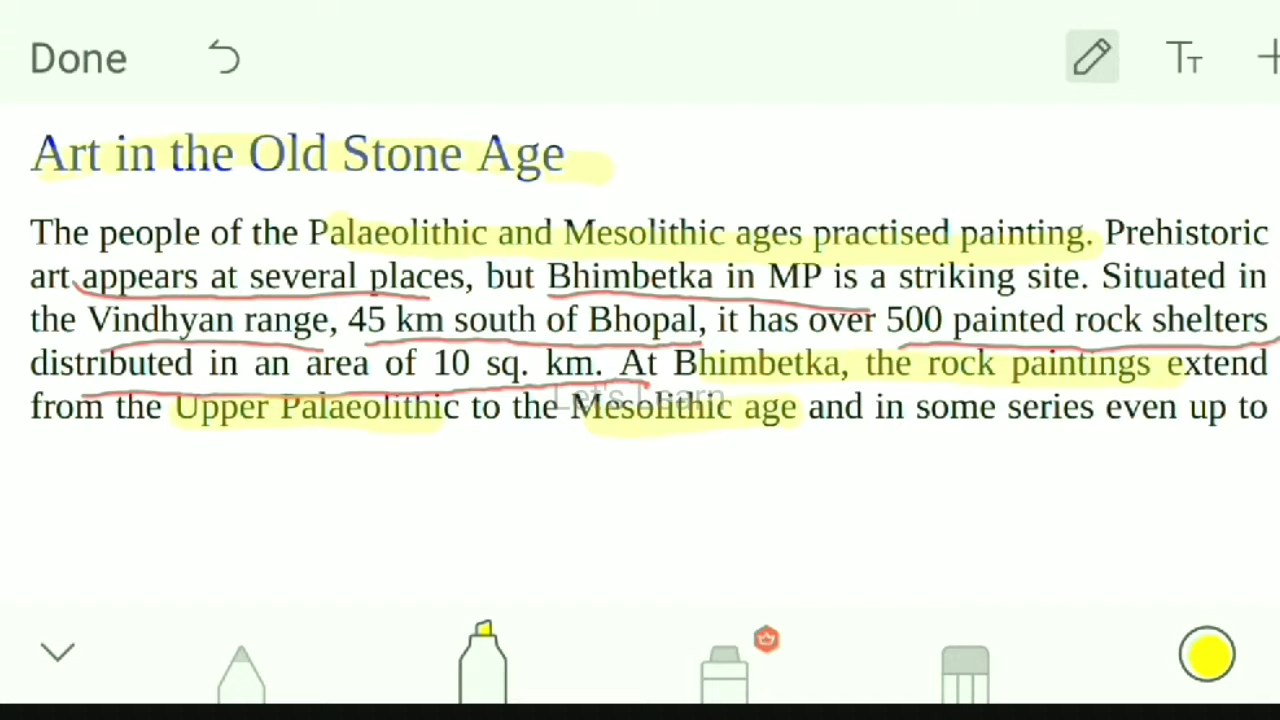 Done
Art in the Old Stone Age
The people of the Palaeolithic and Mesolithic ages practised painting. Prehistoric
art appears at several places, but Bhimbetka in MP is a striking site. Situated in
the Vindhyan range, 45 km south of Bhopal, it has over 500 painted rock shelters
distributed in an area of 10 sq. km. At Bhimbetka, the rock paintings extend
Let's Learn
from the Upper Palaeolithic to the Mesolithic age and in some series even up to